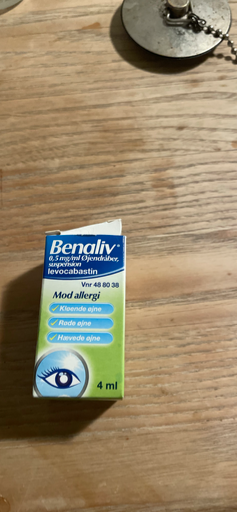 Benaliv®
0,5 mg/ml Øjendråber,
suspension
levocabastin
Vnr 48 80 38
Mod allergi
Kløende øjne
Røde øjne
Hævede øjne
4 ml